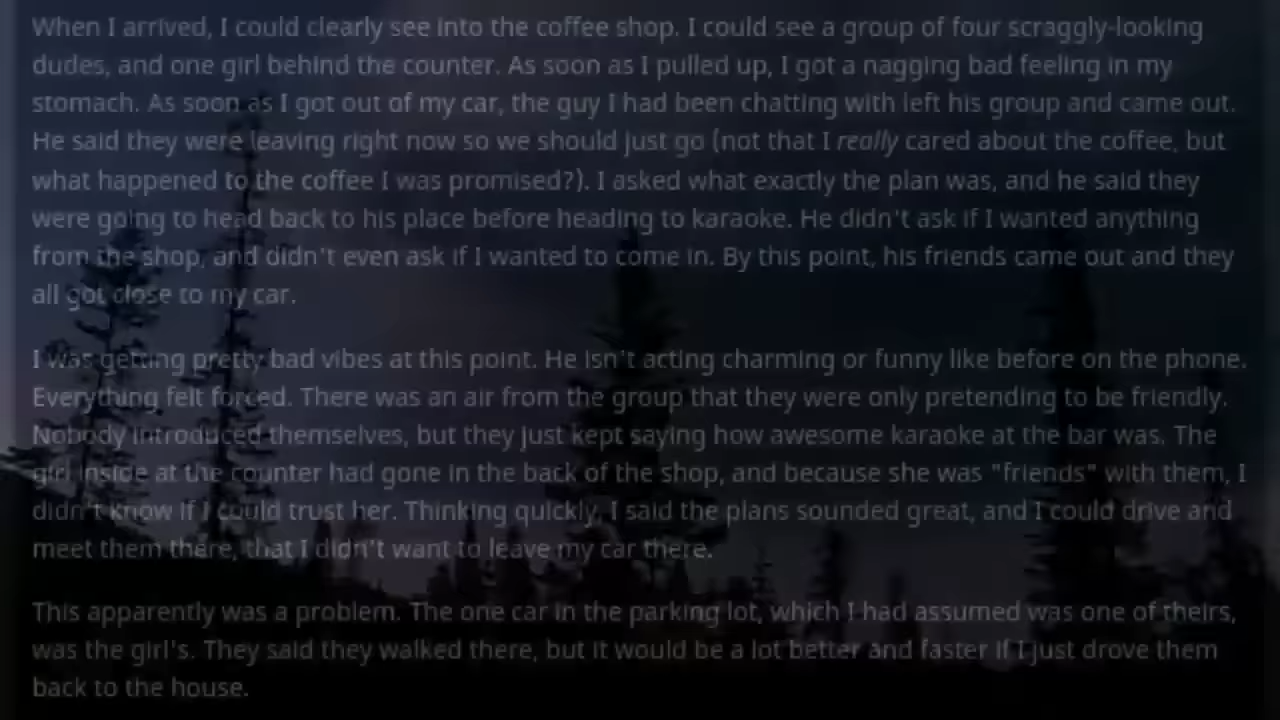 When I arrived, I could clearly see into the coffee shop. I could see a group of four scraggly-looking
dudes, and one girl behind the counter. As soon as I pulled up, I got a nagging bad feeling in my
stomach. As soon as I got out of my car, the guy I had been chatting with left his group and came out.
He said they were leaving right now so we should just go (not that I really cared about the coffee, but
what happened to the coffee I was promised?). I asked what exactly the plan was, and he said they
were going to head back to his place before heading to karaoke. He didn't ask if I wanted anything
from the shop, and didn't even ask if I wanted to come in. By this point, his friends came out and they
all got close to my car.
I was getting pretty bad vibes at this point. He isn't acting charming or funny like before on the phone.
Everything felt forced. There was an air from the group that they were only pretending to be friendly.
Nobody introduced themselves, but they just kept saying how awesome karaoke at the bar was. The
girl inside at the counter had gone in the back of the shop, and because she was "friends" with them, I
didn't know if I could trust her. Thinking quickly, I said the plans sounded great, and I could drive and
meet them there, that I didn't want to leave my car there.
This apparently was a problem. The one car in the parking lot, which I had assumed was one of theirs,
was the girl's. They said they walked there, but it would be a lot better and faster if I just drove them
back to the house.